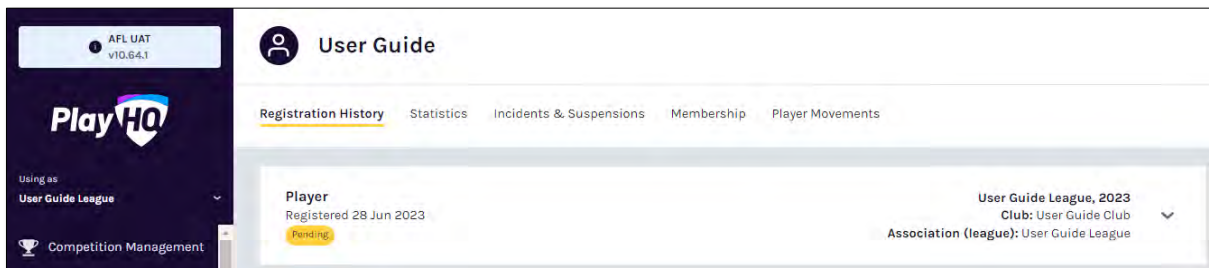 AFL UAT
v10.64.1
PlayHQ
Using as
User Guide League
Competition Management
User Guide
Registration History Statistics Incidents & Suspensions Membership Player Movements
Player
Registered 28 Jun 2023
Pending
User Guide League, 2023
Club: User Guide Club
Association (league): User Guide League